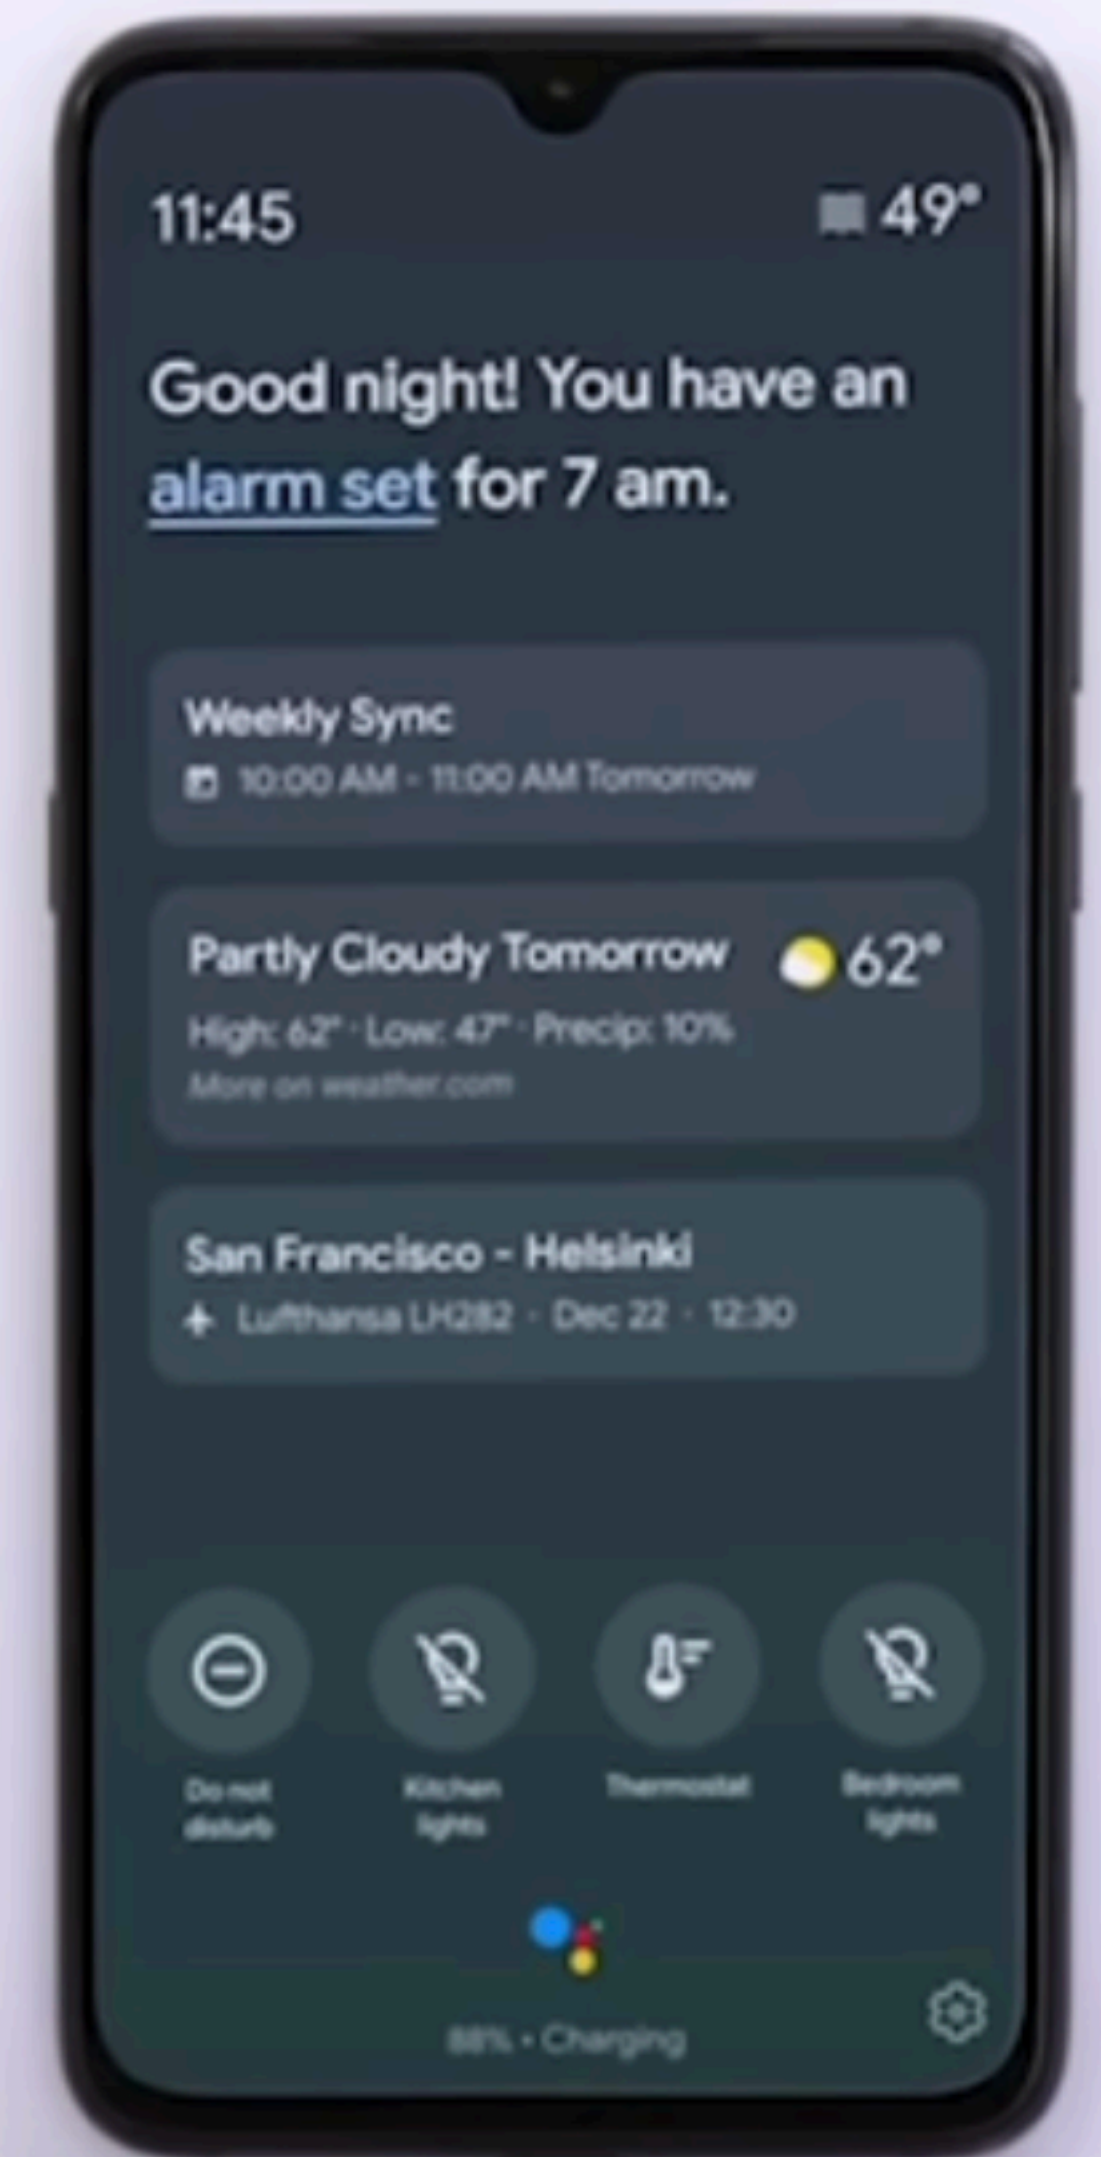 11:45
49°
Good night! You have an
alarm set for 7 am.
Weekly Sync
10:00 AM - 11:00 AM Tomorrow
Partly Cloudy Tomorrow
62°
High: 62° · Low: 47° · Precip: 10%
More on weather.com
San Francisco - Helsinki
Lufthansa LH282 · Dec 22 · 12:30
Do not
disturb
Kitchen
lights
Thermostat
Bedroom
lights
88% • Charging